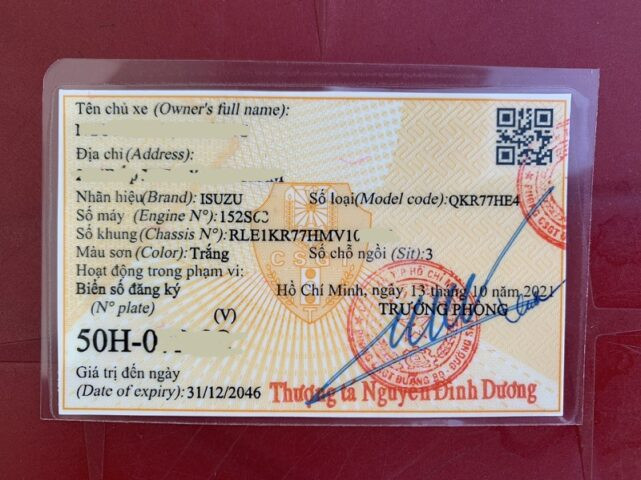 Tên chủ xe (Owner's full name):
Địa chỉ (Address):
Nhãn hiệu(Brand): ISUZU Số loại(Model code): QKR77HE4
Số máy (Engine N°): 152S6
Số khung (Chassis N°): RLE1KR77HMV10
Màu sơn (Color): Trắng Số chỗ ngồi (Sit): 3
Hoạt động trong phạm vi:
Biển số đăng ký Hồ Chí Minh, ngày, 13 tháng 10 năm 2021
(N° plate) (V) TRƯỞNG PHÒNG
50H-0
Giá trị đến ngày
(Date of expiry): 31/12/2046 Thượng tá Nguyễn Đình Dương